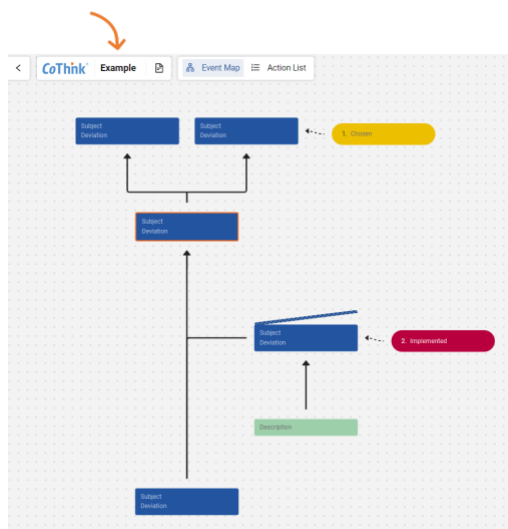 CoThink Example Event Map Action List
Subject
Deviation
Subject
Deviation
1. Chosen
Subject
Deviation
Subject
Deviation
2. Implemented
Description
Subject
Deviation